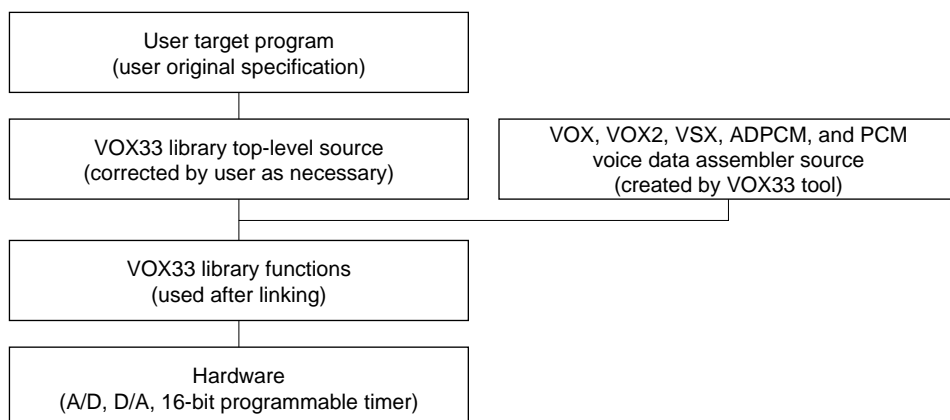 User target program
(user original specification)
VOX33 library top-level source
(corrected by user as necessary)
VOX, VOX2, VSX, ADPCM, and PCM
voice data assembler source
(created by VOX33 tool)
VOX33 library functions
(used after linking)
Hardware
(A/D, D/A, 16-bit programmable timer)